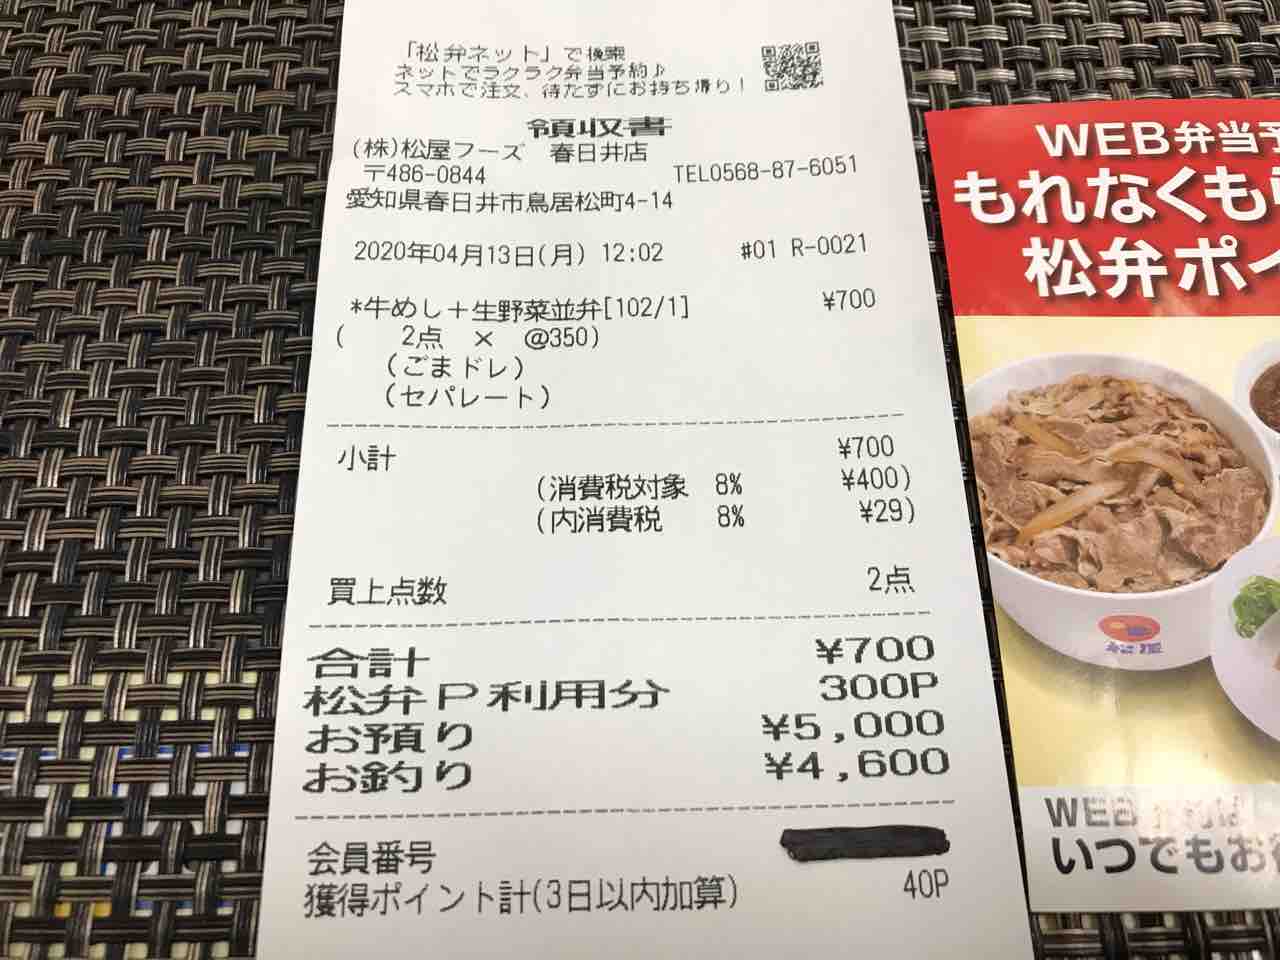 「松弁ネット」で検索
ネットでラクラク弁当予約♪
スマホで注文、待たずにお持ち帰り！
領収書
(株)松屋フーズ 春日井店
〒486-0844 TEL0568-87-6051
愛知県春日井市鳥居松町4-14
2020年04月13日(月) 12:02 #01 R-0021
*牛めし＋生野菜並弁[102/1] ¥700
( 2点 × @350)
(ごまドレ)
(セパレート)
小計 ¥700
(消費税対象 8% ¥400)
(内消費税 8% ¥29)
買上点数 2点
合計 ¥700
松弁P利用分 300P
お預り ¥5,000
お釣り ¥4,600
会員番号
獲得ポイント計(3日以内加算) 40P
WEB弁当予
もれなくも
松弁ポイ
松屋
WEB
いつでもお